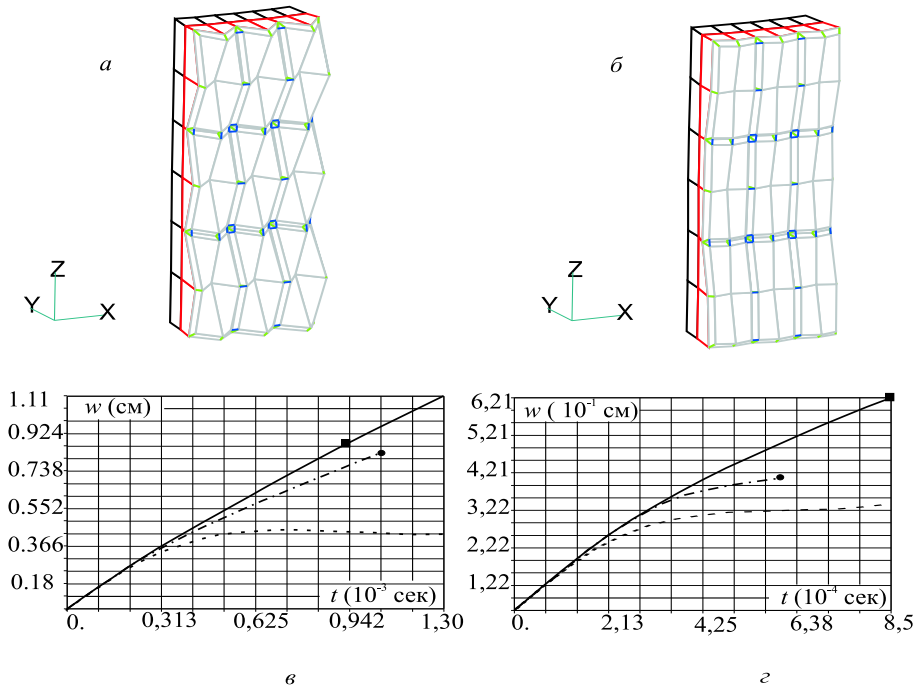 а
б
Z
Y
X
Z
Y
X
1.11
0.924
0.738
0.552
0.366
0.18
w (см)
t (10⁻³ сек)
0.
0,313
0,625
0,942
1,30
в
6,21
5,21
4,21
3,22
2,22
1,22
w ( 10⁻¹ см)
t (10⁻⁴ сек)
0.
2,13
4,25
6,38
8,5
г